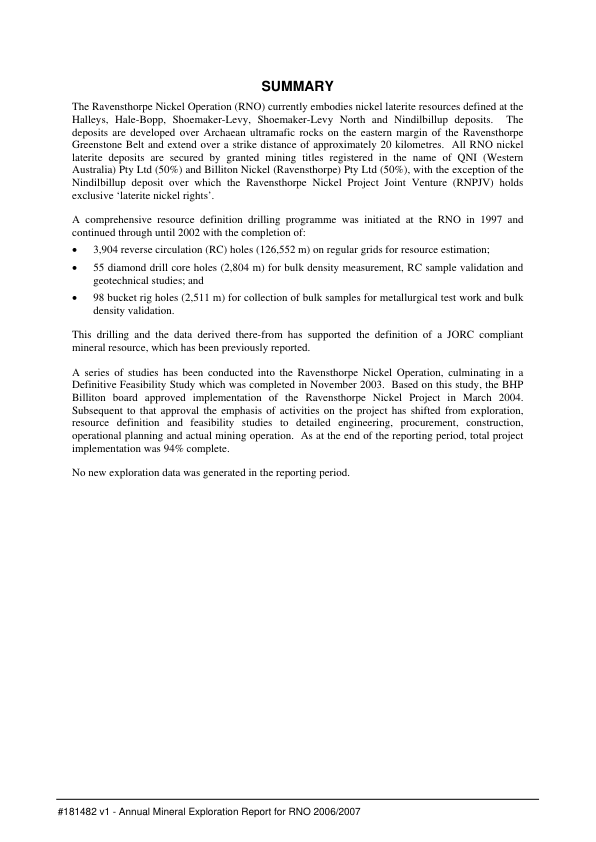 SUMMARY
The Ravensthorpe Nickel Operation (RNO) currently embodies nickel laterite resources defined at the
Halleys, Hale-Bopp, Shoemaker-Levy, Shoemaker-Levy North and Nindilbillup deposits.  The
deposits are developed over Archaean ultramafic rocks on the eastern margin of the Ravensthorpe
Greenstone Belt and extend over a strike distance of approximately 20 kilometres.  All RNO nickel
laterite deposits are secured by granted mining titles registered in the name of QNI (Western
Australia) Pty Ltd (50%) and Billiton Nickel (Ravensthorpe) Pty Ltd (50%), with the exception of the
Nindilbillup deposit over which the Ravensthorpe Nickel Project Joint Venture (RNPJV) holds
exclusive ‘laterite nickel rights’.
A comprehensive resource definition drilling programme was initiated at the RNO in 1997 and
continued through until 2002 with the completion of:
• 3,904 reverse circulation (RC) holes (126,552 m) on regular grids for resource estimation;
• 55 diamond drill core holes (2,804 m) for bulk density measurement, RC sample validation and
geotechnical studies; and
• 98 bucket rig holes (2,511 m) for collection of bulk samples for metallurgical test work and bulk
density validation.
This drilling and the data derived there-from has supported the definition of a JORC compliant
mineral resource, which has been previously reported.
A series of studies has been conducted into the Ravensthorpe Nickel Operation, culminating in a
Definitive Feasibility Study which was completed in November 2003.  Based on this study, the BHP
Billiton board approved implementation of the Ravensthorpe Nickel Project in March 2004.
Subsequent to that approval the emphasis of activities on the project has shifted from exploration,
resource definition and feasibility studies to detailed engineering, procurement, construction,
operational planning and actual mining operation.  As at the end of the reporting period, total project
implementation was 94% complete.
No new exploration data was generated in the reporting period.
#181482 v1 - Annual Mineral Exploration Report for RNO 2006/2007